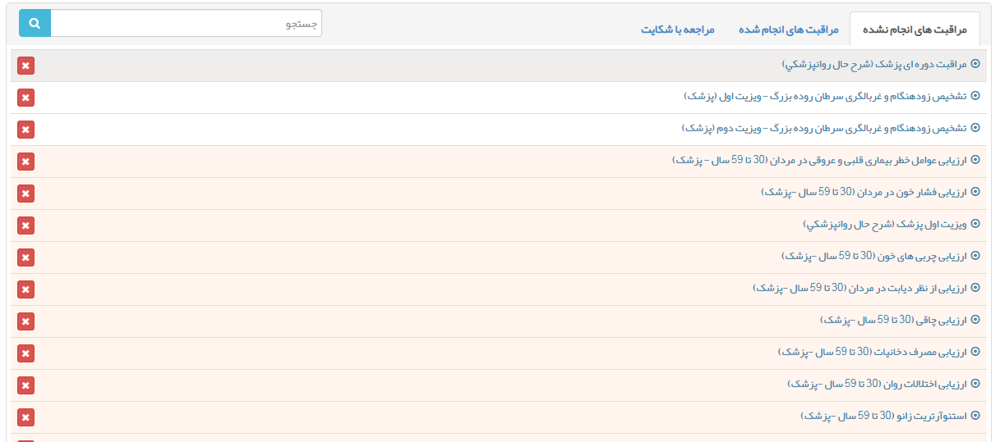 مراقبت های انجام نشده
مراقبت های انجام شده
مراجعه با شکایت
جستجو
مراقبت دوره ای پزشک (شرح حال روانپزشكي)
تشخیص زودهنگام و غربالگری سرطان روده بزرگ - ویزیت اول (پزشک)
تشخیص زودهنگام و غربالگری سرطان روده بزرگ - ویزیت دوم (پزشک)
ارزیابی عوامل خطر بیماری قلبی و عروقی در مردان (30 تا 59 سال - پزشک)
ارزیابی فشار خون در مردان (30 تا 59 سال -پزشک)
ویزیت اول پزشک (شرح حال روانپزشكي)
ارزیابی چربی های خون (30 تا 59 سال -پزشک)
ارزیابی از نظر دیابت در مردان (30 تا 59 سال -پزشک)
ارزیابی چاقی (30 تا 59 سال -پزشک)
ارزیابی مصرف دخانیات (30 تا 59 سال -پزشک)
ارزیابی اختلالات روان (30 تا 59 سال -پزشک)
استئوآرتریت زانو (30 تا 59 سال -پزشک)